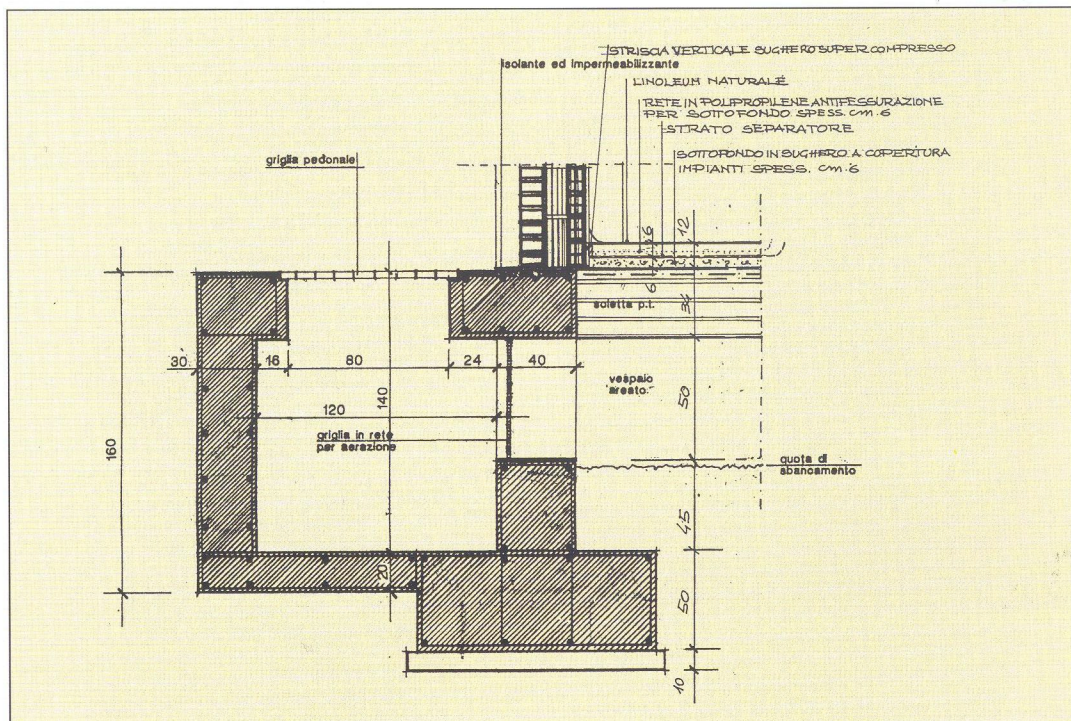 STRISCIA VERTICALE SUGHERO SUPER COMPRESSO
isolante ed impermeabilizzante
LINOLEUM NATURALE
RETE IN POLIPROPILENE ANTIFESSURAZIONE
PER SOTTOFONDO SPESS. cm. 6
STRATO SEPARATORE
griglia pedonale
SOTTOFONDO IN SUGHERO A COPERTURA
IMPIANTI SPESS. cm. 6
6
12
6
soletta p.t.
34
30
16
80
24
40
vespaio
areato
50
140
120
griglia in rete
per aerazione
160
quota di
sbancamento
45
20
50
10